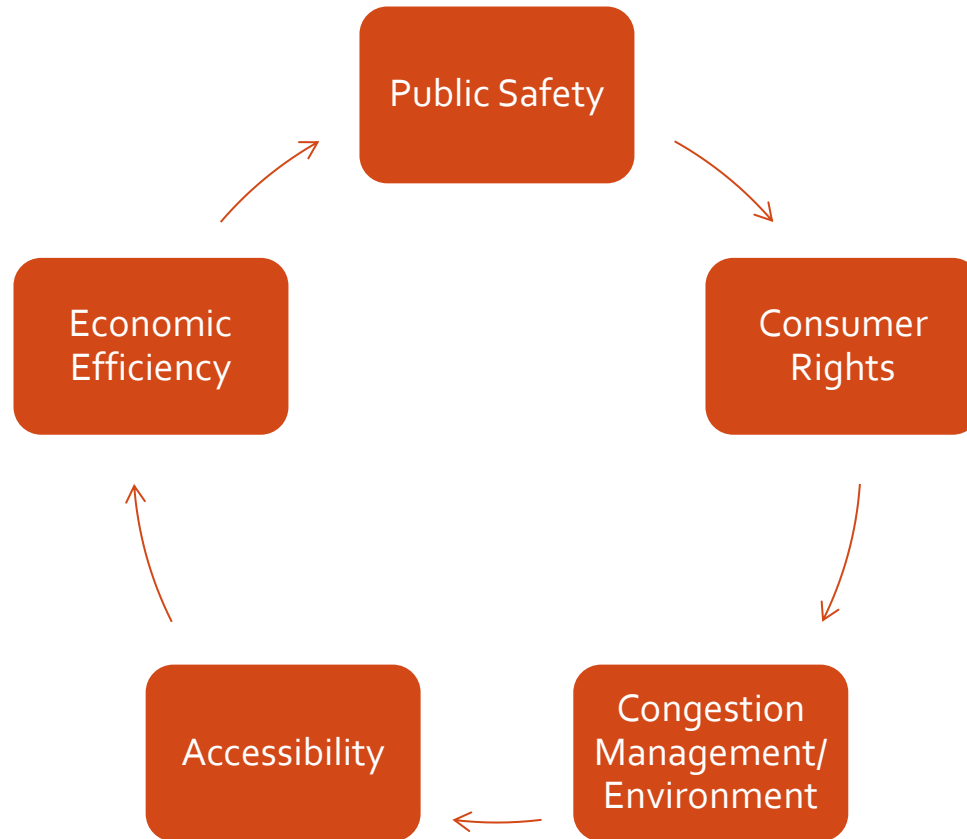 Public Safety
Consumer
Rights
Congestion
Management/
Environment
Accessibility
Economic
Efficiency